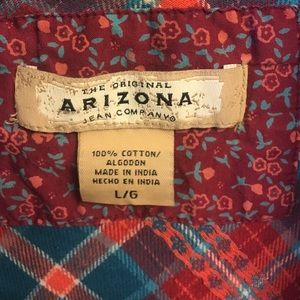 THE ORIGINAL
ARIZONA
JEAN COMPANY®
100% COTTON/
ALGODON
MADE IN INDIA
HECHO EN INDIA
L/G